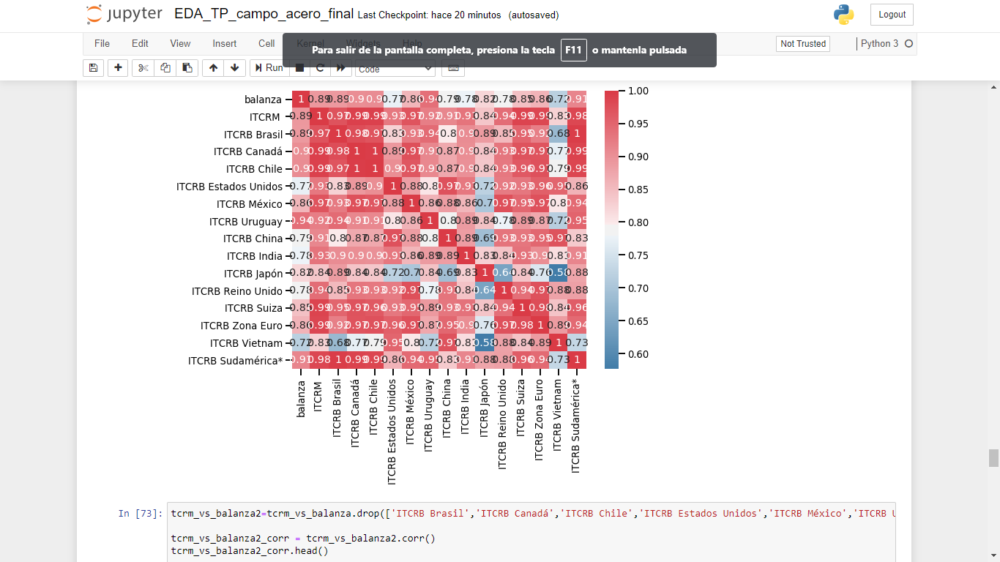 jupyter EDA_TP_campo_acero_final Last Checkpoint: hace 20 minutos (autosaved) Logout
File Edit View Insert Cell Kernel Widgets Help Not Trusted Python 3
Para salir de la pantalla completa, presiona la tecla F11 o mantenla pulsada
Run Code
balanza 1 0.89 0.89 0.9 0.9 0.77 0.86 0.94 0.79 0.78 0.82 0.78 0.85 0.86 0.72 0.91
ITCRM 0.89 1 0.97 0.99 0.99 0.93 0.97 0.92 0.91 0.93 0.84 0.94 0.99 0.99 0.83 0.98
ITCRB Brasil 0.89 0.97 1 0.98 0.97 0.83 0.93 0.94 0.8 0.9 0.89 0.85 0.95 0.92 0.68 1
ITCRB Canadá 0.9 0.99 0.98 1 1 0.89 0.97 0.91 0.87 0.9 0.84 0.93 0.97 0.97 0.77 0.99
ITCRB Chile 0.9 0.99 0.97 1 1 0.9 0.97 0.91 0.87 0.9 0.84 0.93 0.96 0.97 0.79 0.99
ITCRB Estados Unidos 0.77 0.93 0.83 0.89 0.9 1 0.88 0.8 0.97 0.72 0.92 0.93 0.96 0.95 0.86
ITCRB México 0.86 0.97 0.93 0.97 0.97 0.88 1 0.86 0.88 0.86 0.7 0.97 0.95 0.97 0.8 0.94
ITCRB Uruguay 0.94 0.92 0.94 0.91 0.91 0.8 0.86 1 0.8 0.89 0.84 0.78 0.89 0.87 0.72 0.95
ITCRB China 0.79 0.91 0.8 0.87 0.87 0.97 0.88 0.8 1 0.89 0.69 0.93 0.93 0.95 0.97 0.83
ITCRB India 0.78 0.93 0.9 0.9 0.9 0.86 0.89 0.89 1 0.83 0.84 0.93 0.9 0.91
ITCRB Japón 0.82 0.84 0.89 0.84 0.84 0.72 0.7 0.84 0.69 0.83 1 0.64 0.84 0.76 0.58 0.88
ITCRB Reino Unido 0.78 0.94 0.85 0.93 0.93 0.92 0.97 0.78 0.93 0.84 0.64 1 0.94 0.97 0.88 0.88
ITCRB Suiza 0.85 0.99 0.95 0.97 0.96 0.93 0.95 0.89 0.93 0.93 0.84 0.94 1 0.98 0.84 0.96
ITCRB Zona Euro 0.86 0.99 0.92 0.97 0.97 0.96 0.97 0.87 0.95 0.9 0.76 0.97 0.98 1 0.89 0.94
ITCRB Vietnam 0.72 0.83 0.68 0.77 0.79 0.95 0.8 0.72 0.97 0.58 0.88 0.84 0.89 1 0.73
ITCRB Sudamérica* 0.91 0.98 1 0.99 0.99 0.86 0.94 0.95 0.83 0.91 0.88 0.88 0.96 0.94 0.73 1
1.00
0.95
0.90
0.85
0.80
0.75
0.70
0.65
0.60
balanza
ITCRM
ITCRB Brasil
ITCRB Canadá
ITCRB Chile
ITCRB Estados Unidos
ITCRB México
ITCRB Uruguay
ITCRB China
ITCRB India
ITCRB Japón
ITCRB Reino Unido
ITCRB Suiza
ITCRB Zona Euro
ITCRB Vietnam
ITCRB Sudamérica*
In [73]: tcrm_vs_balanza2=tcrm_vs_balanza.drop(['ITCRB Brasil','ITCRB Canadá','ITCRB Chile','ITCRB Estados Unidos','ITCRB México','ITCRB U
tcrm_vs_balanza2_corr = tcrm_vs_balanza2.corr()
tcrm_vs_balanza2_corr.head()